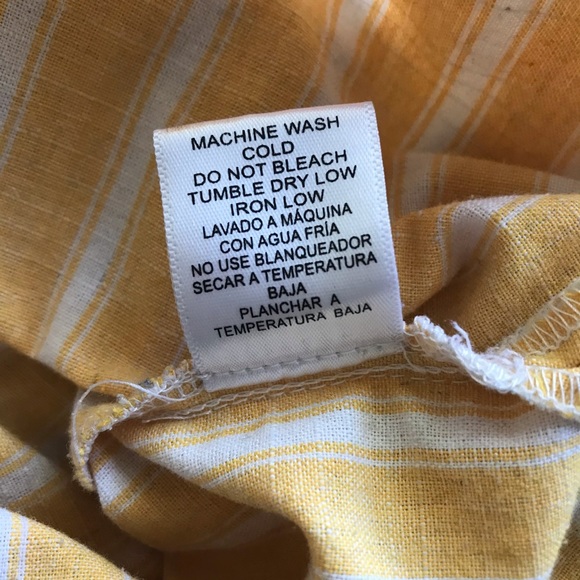 MACHINE WASH
COLD
DO NOT BLEACH
TUMBLE DRY LOW
IRON LOW
LAVADO A MÁQUINA
CON AGUA FRÍA
NO USE BLANQUEADOR
SECAR A TEMPERATURA
BAJA
PLANCHAR A
TEMPERATURA BAJA